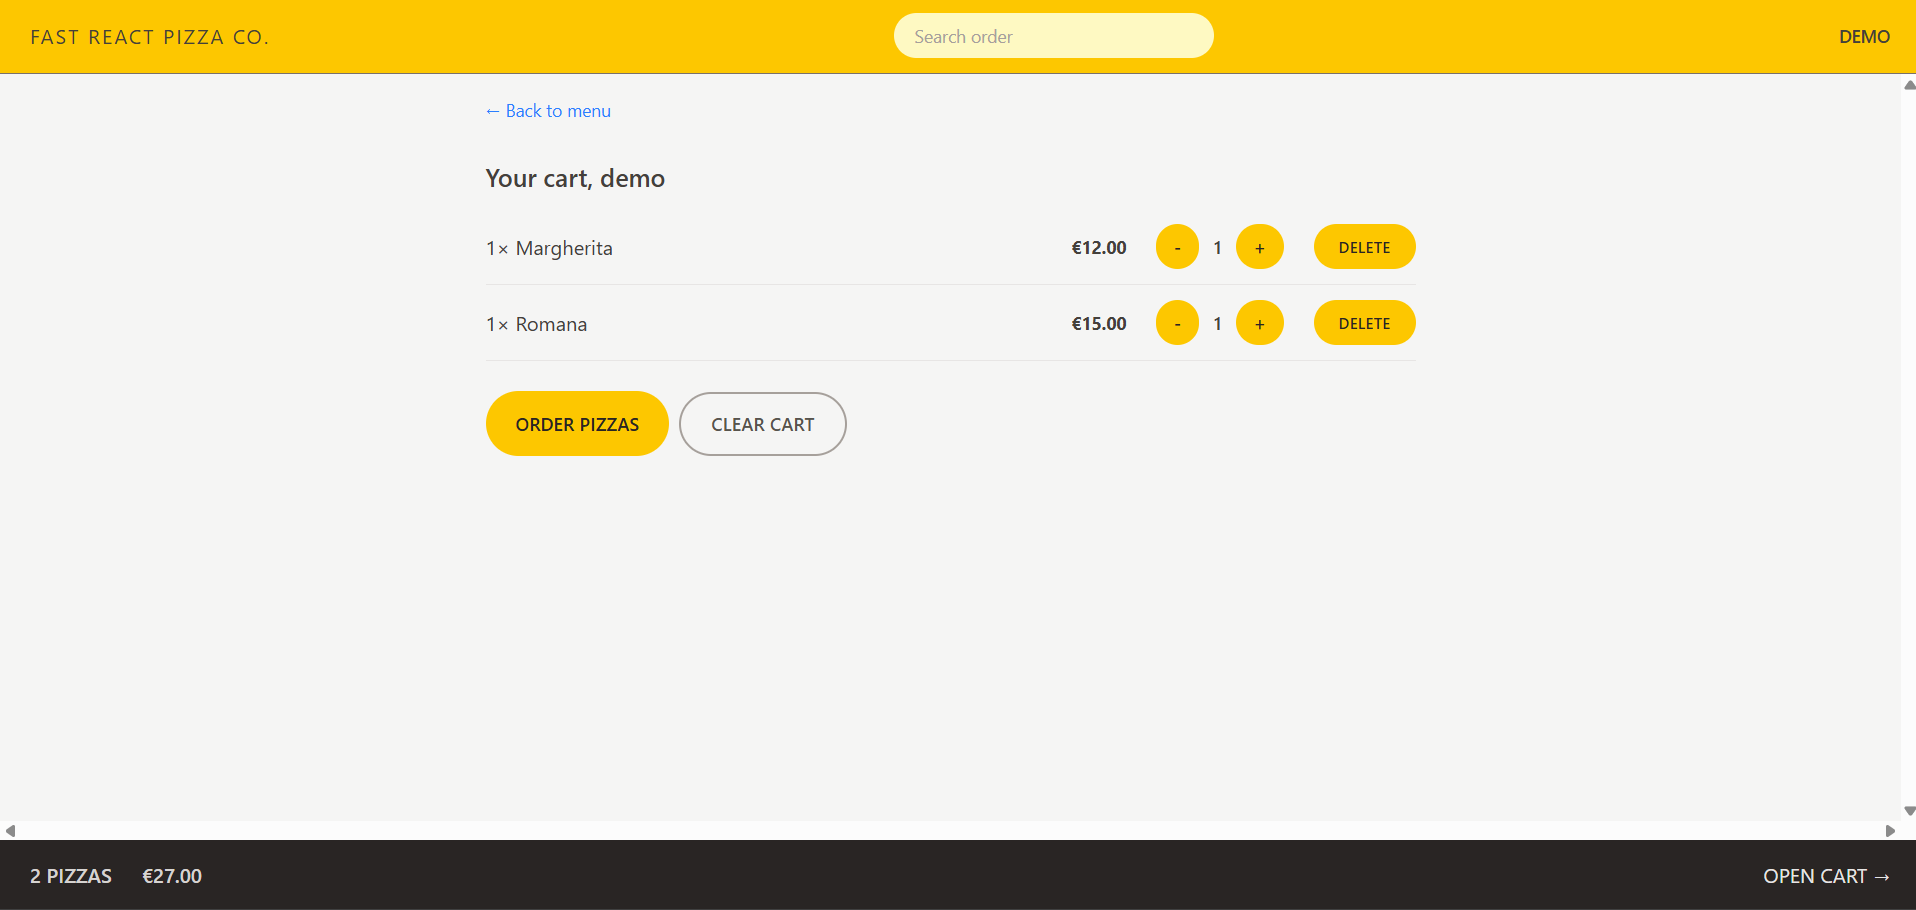 FAST REACT PIZZA CO.
Search order
DEMO
← Back to menu
Your cart, demo
1× Margherita €12.00 - 1 + DELETE
1× Romana €15.00 - 1 + DELETE
ORDER PIZZAS CLEAR CART
2 PIZZAS €27.00 OPEN CART →